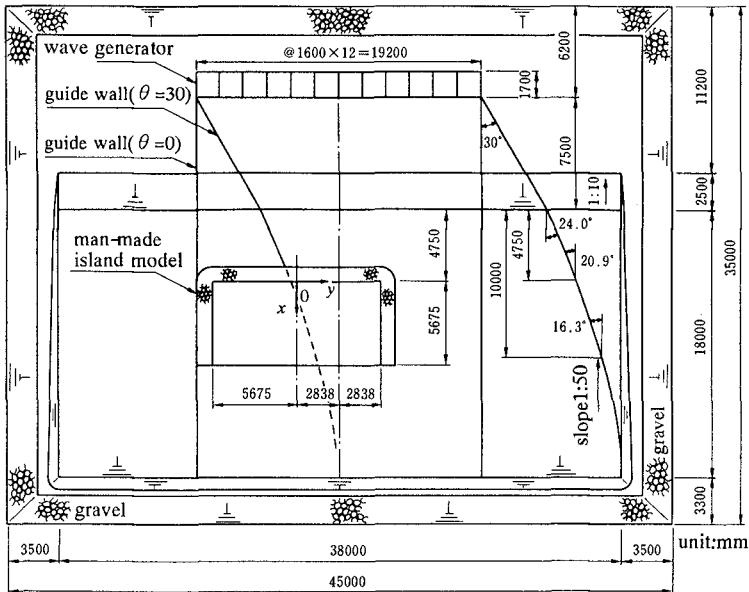 wave generator
@1600×12=19200
6200
1700
11200
guide wall(θ=30)
30°
7500
guide wall(θ=0)
1:10
2500
35000
24.0°
man-made
island model
4750
4750
20.9°
10000
0
y
x
5675
16.3°
18000
5675
2838
2838
slope1:50
gravel
gravel
3300
unit:mm
3500
38000
3500
45000